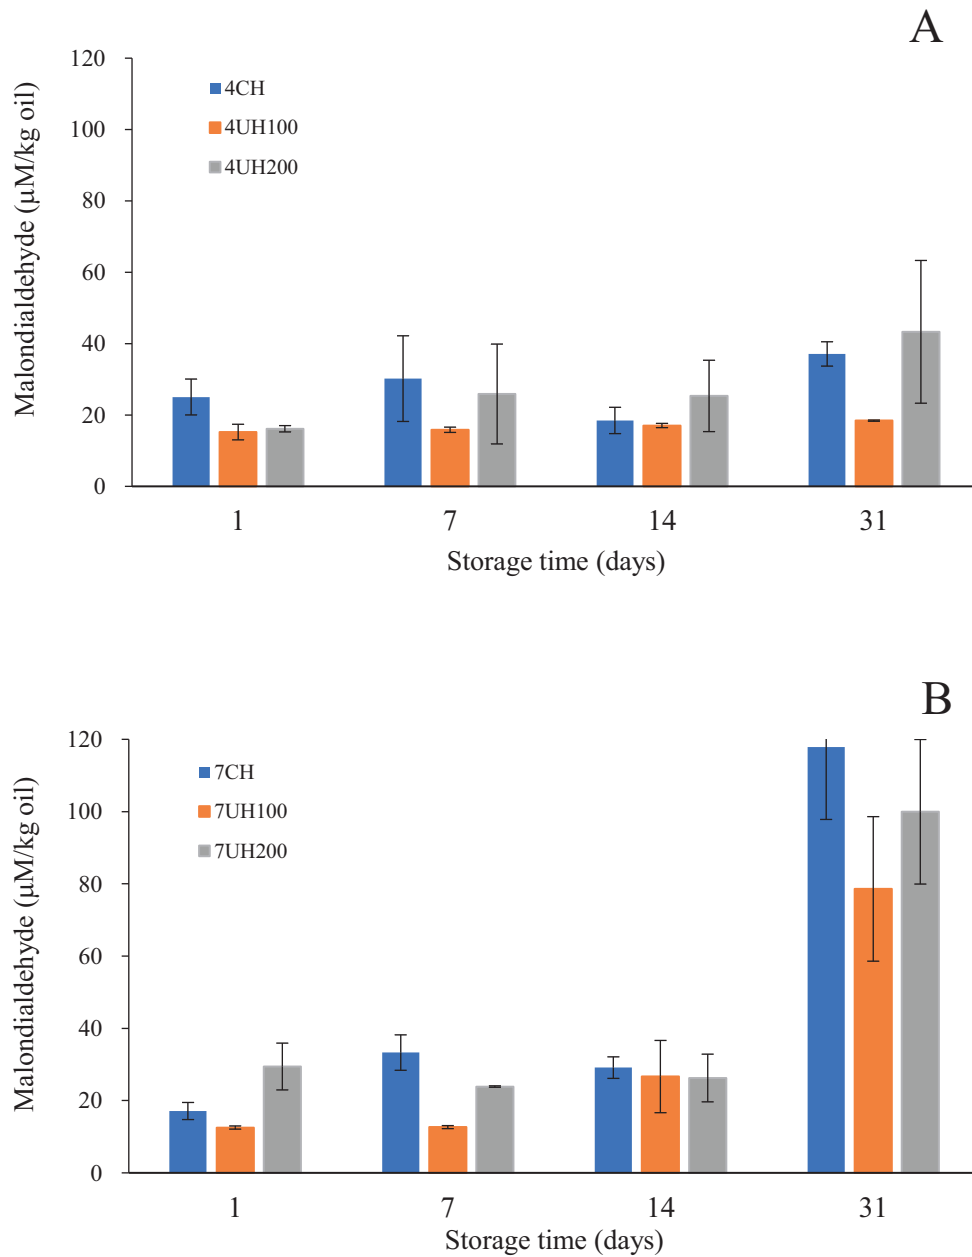 A
120
100
80
60
40
20
0
Malondialdehyde (µM/kg oil)
4CH
4UH100
4UH200
1 7 14 31
Storage time (days)
B
120
100
80
60
40
20
0
Malondialdehyde (µM/kg oil)
7CH
7UH100
7UH200
1 7 14 31
Storage time (days)